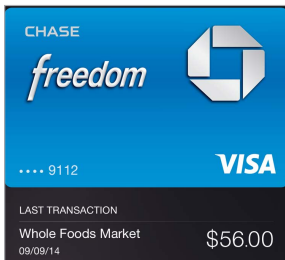 CHASE
freedom
•••• 9112
VISA
LAST TRANSACTION
Whole Foods Market
$56.00
09/09/14